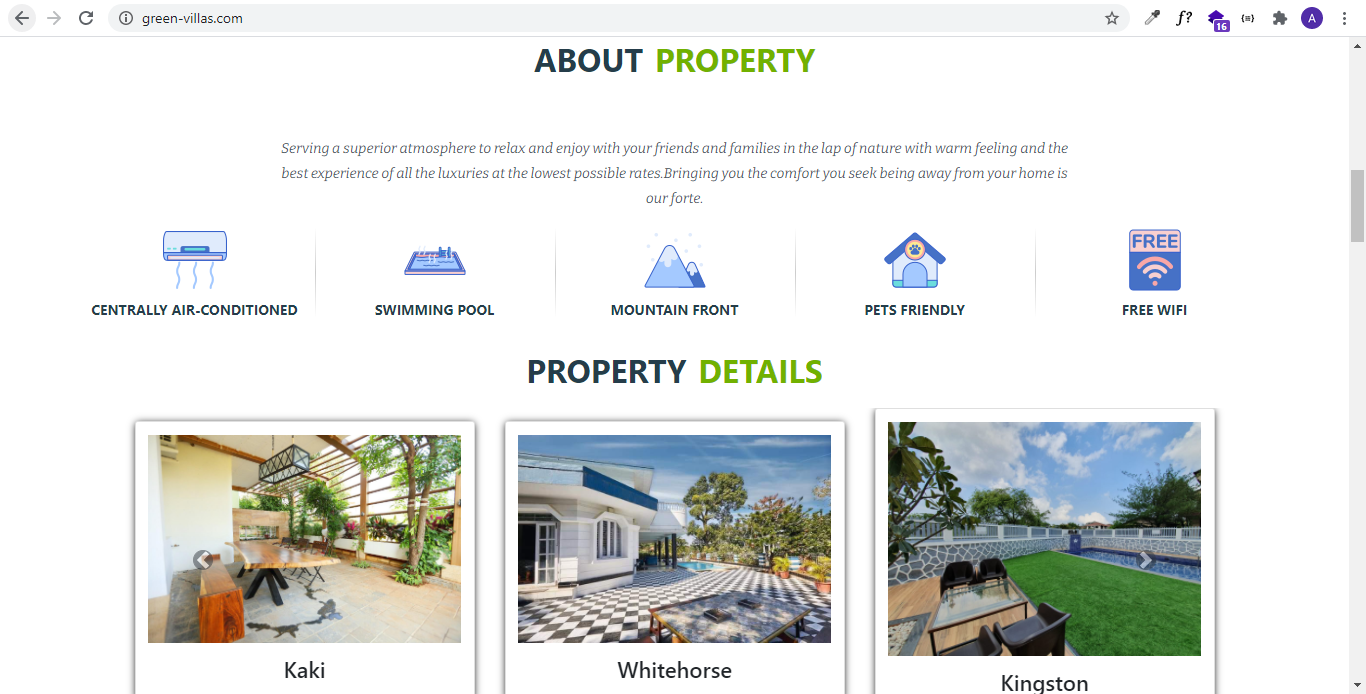 green-villas.com
f?
16
A
ABOUT PROPERTY
Serving a superior atmosphere to relax and enjoy with your friends and families in the lap of nature with warm feeling and the
best experience of all the luxuries at the lowest possible rates.Bringing you the comfort you seek being away from your home is
our forte.
FREE
CENTRALLY AIR-CONDITIONED
SWIMMING POOL
MOUNTAIN FRONT
PETS FRIENDLY
FREE WIFI
PROPERTY DETAILS
Kaki
Whitehorse
Kingston